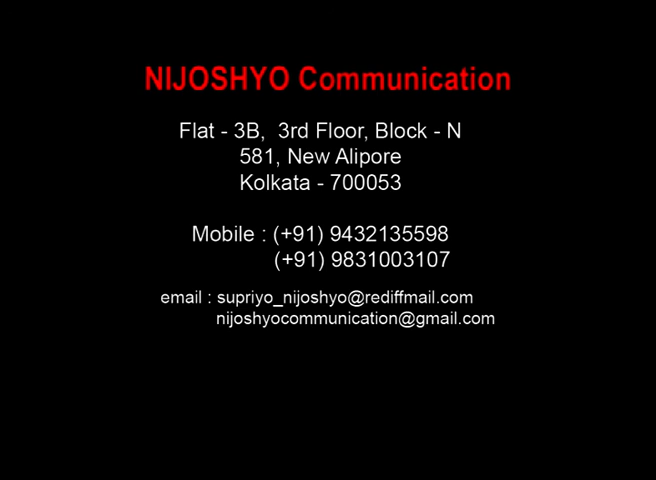 NIJOSHYO Communication
Flat - 3B, 3rd Floor, Block - N
581, New Alipore
Kolkata - 700053
Mobile : (+91) 9432135598
(+91) 9831003107
email : supriyo_nijoshyo@rediffmail.com
nijoshyocommunication@gmail.com